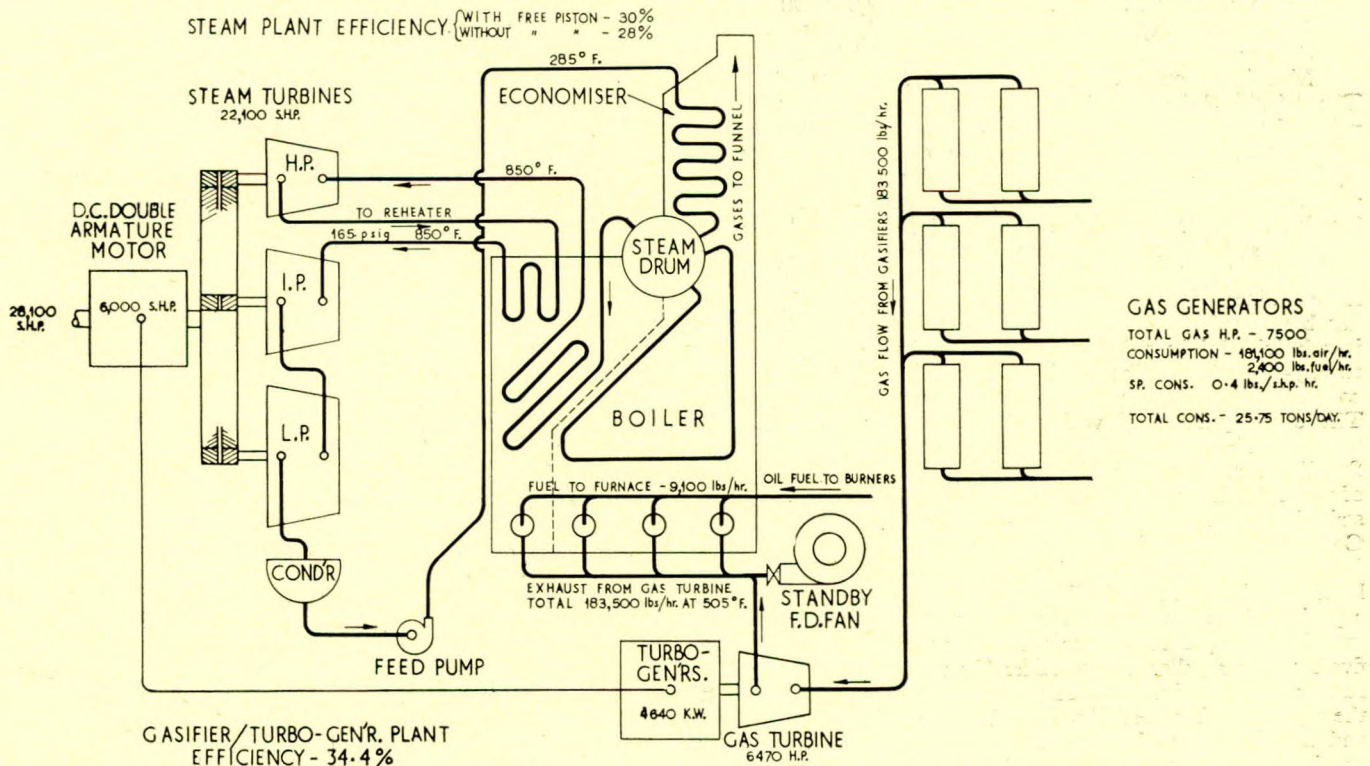 STEAM PLANT EFFICIENCY {WITH FREE PISTON - 30%
WITHOUT " " - 28%
285° F.
ECONOMISER
GASES TO FUNNEL
STEAM TURBINES
22,100 S.H.P.
H.P.
850° F.
TO REHEATER
165 psig 850° F.
STEAM
DRUM
D.C. DOUBLE
ARMATURE
MOTOR
I.P.
6,000 S.H.P.
28,100
S.H.P.
L.P.
BOILER
GAS FLOW FROM GASIFIERS 183 500 lbs/hr.
GAS GENERATORS
TOTAL GAS H.P. - 7500
CONSUMPTION - 181,100 lbs.air/hr.
2,400 lbs.fuel/hr.
SP. CONS. 0·4 lbs./s.h.p. hr.
TOTAL CONS. - 25·75 TONS/DAY.
FUEL TO FURNACE - 9,100 lbs/hr.
OIL FUEL TO BURNERS
COND'R
EXHAUST FROM GAS TURBINE
TOTAL 183,500 lbs/hr. AT 505° F.
STANDBY
F.D. FAN
FEED PUMP
TURBO-
GEN'RS.
4640 K.W.
GAS TURBINE
6470 H.P.
GASIFIER/TURBO-GEN'R. PLANT
EFFICIENCY - 34·4%